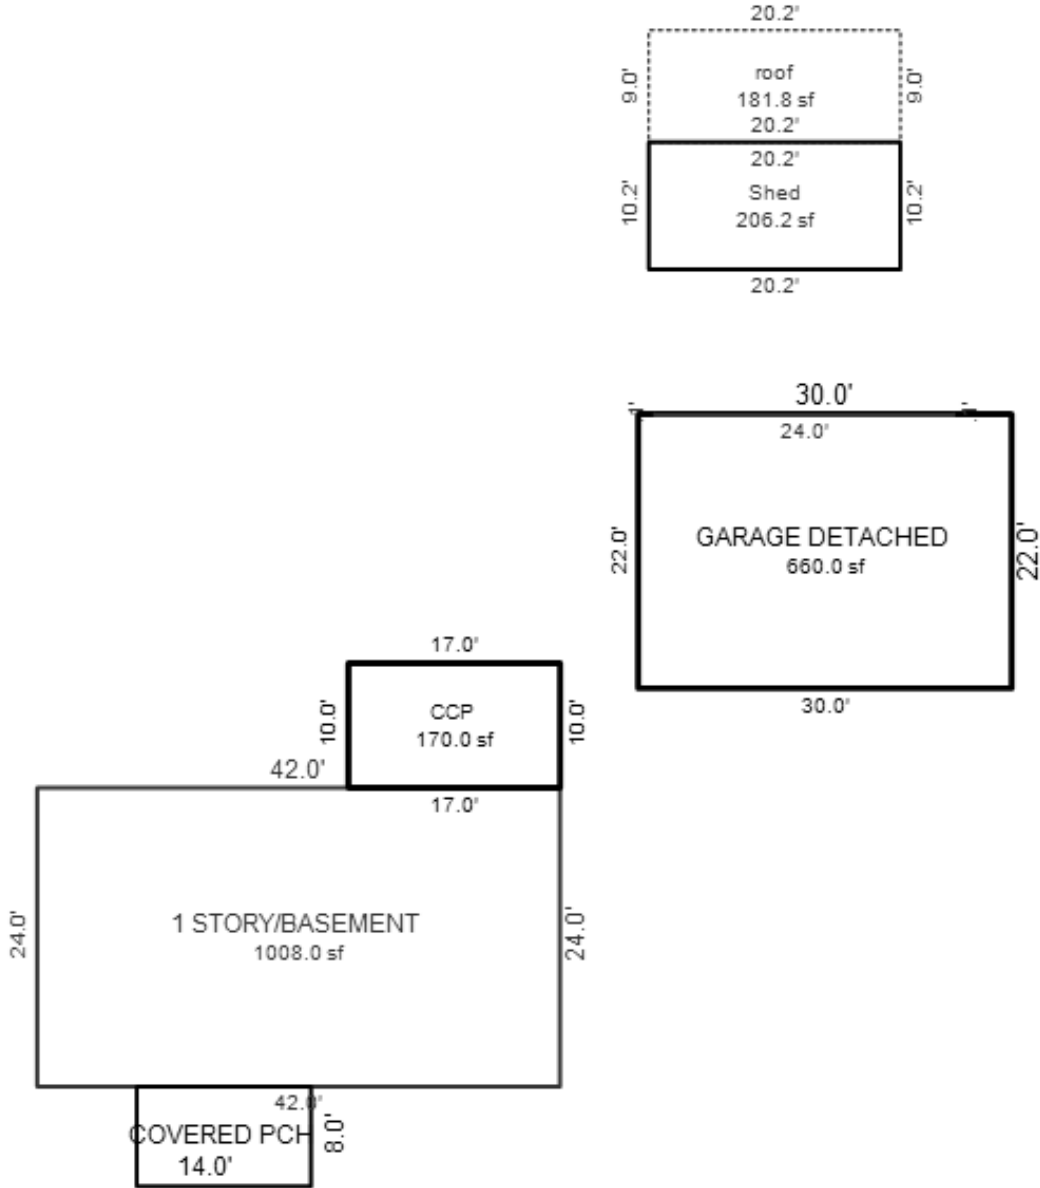 20.2'
9.0'
roof
9.0'
181.8 sf
20.2'
20.2'
10.2'
Shed
10.2'
206.2 sf
20.2'
30.0'
24.0'
22.0'
GARAGE DETACHED
22.0'
660.0 sf
30.0'
17.0'
10.0'
CCP
10.0'
170.0 sf
42.0'
17.0'
24.0'
1 STORY/BASEMENT
24.0'
1008.0 sf
42.0'
COVERED PCH
8.0'
14.0'